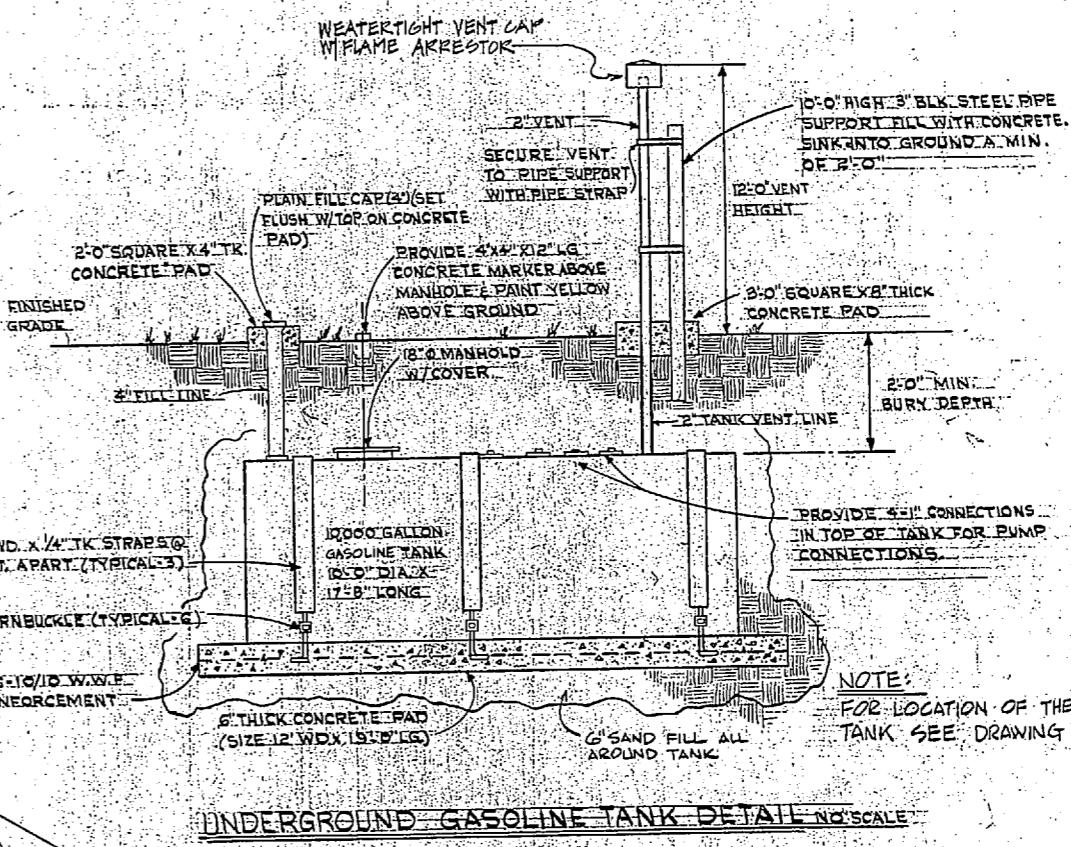 WEATERTIGHT VENT CAP
W/FLAME ARRESTOR
2" VENT
SECURE VENT
TO PIPE SUPPORT
WITH PIPE STRAP
10'-0" HIGH 3" BLK STEEL PIPE
SUPPORT FILL WITH CONCRETE.
SINK INTO GROUND A MIN.
OF 2'-0"
12'-0" VENT
HEIGHT
PLAIN FILL CAP (4") (SET
FLUSH W/TOP ON CONCRETE
PAD)
2'-0" SQUARE X 4" TK.
CONCRETE PAD
PROVIDE 4"X4" X12" LG
CONCRETE MARKER ABOVE
MANHOLE & PAINT YELLOW
ABOVE GROUND
3'-0" SQUARE X 8" THICK
CONCRETE PAD
FINISHED
GRADE
18" Ø MANHOLD
W/COVER
4" FILL LINE
2'-0" MIN.
BURY DEPTH
2" TANK VENT LINE
PROVIDE 4-1" CONNECTIONS
IN TOP OF TANK FOR PUMP
CONNECTIONS.
WD. X 1/4" TK STRAPS @
T. APART (TYPICAL-3)
10,000 GALLON
GASOLINE TANK
10'-0" DIA. X
17'-8" LONG
RNBUCKLE (TYPICAL-6)
6-10/10 W.W.F.
NFORCEMENT
6" THICK CONCRETE PAD
(SIZE 12' WD X 19'-8" LG)
6" SAND FILL ALL
AROUND TANK
NOTE:
FOR LOCATION OF THE
TANK SEE DRAWING
UNDERGROUND GASOLINE TANK DETAIL NO SCALE